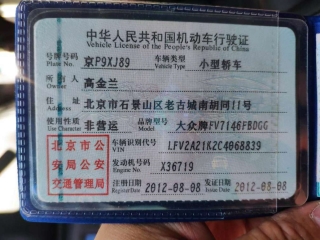 中华人民共和国机动车行驶证
Vehicle License of the People's Republic of China
号牌号码 京P9XJ89 车辆类型 小型轿车
Plate No. Vehicle Type
所有人 高金兰
Owner
住址 北京市石景山区老古城南胡同11号
Address
使用性质 非营运 品牌型号 大众牌FV7146FBDGG
Use Character Model
北京市公
安局公安
交通管理局
车辆识别代号 LFV2A21K2C4068839
VIN
发动机号码 X36719
Engine No.
注册日期 2012-08-08 发证日期 2012-08-08
Register Date Issue Date